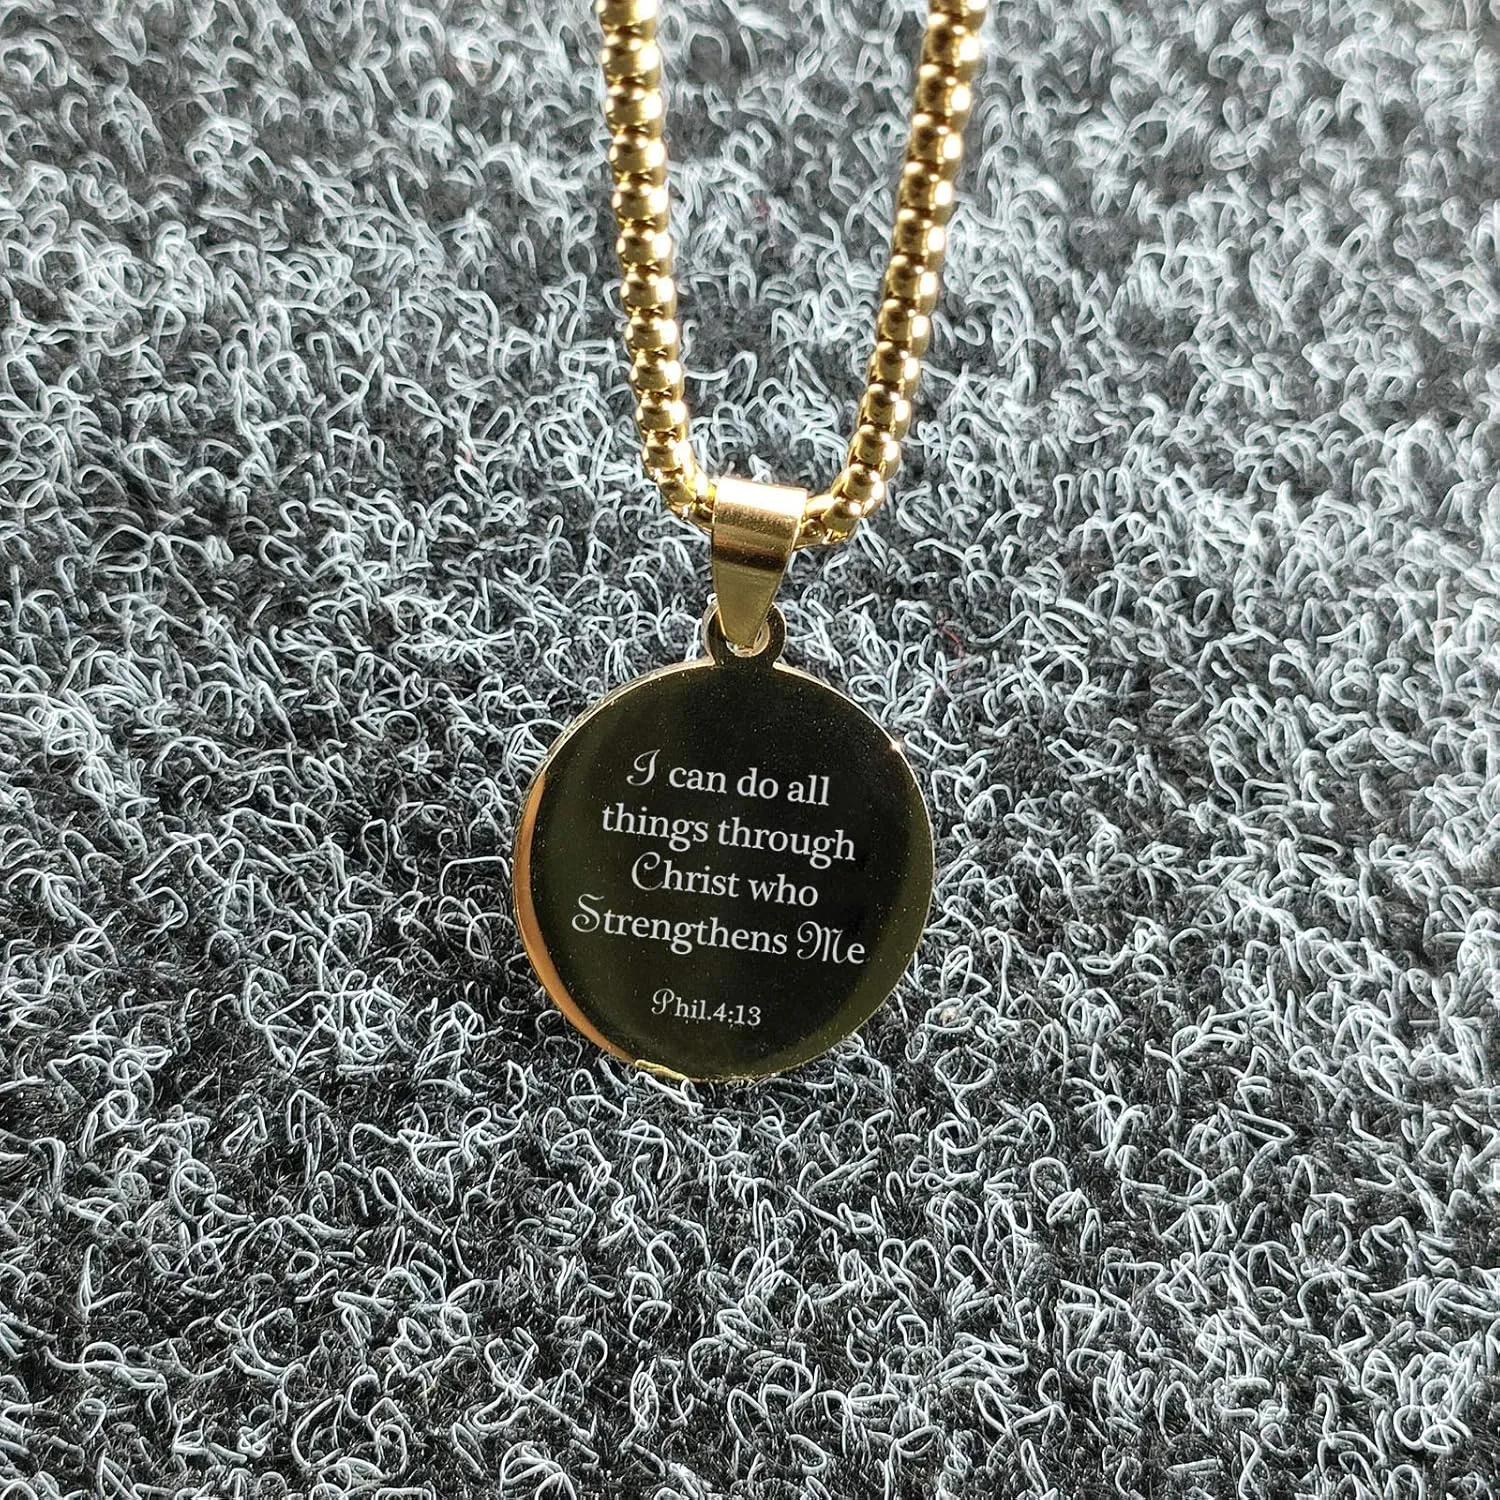 I can do all
things through
Christ who
Strengthens Me
Phil.4:13